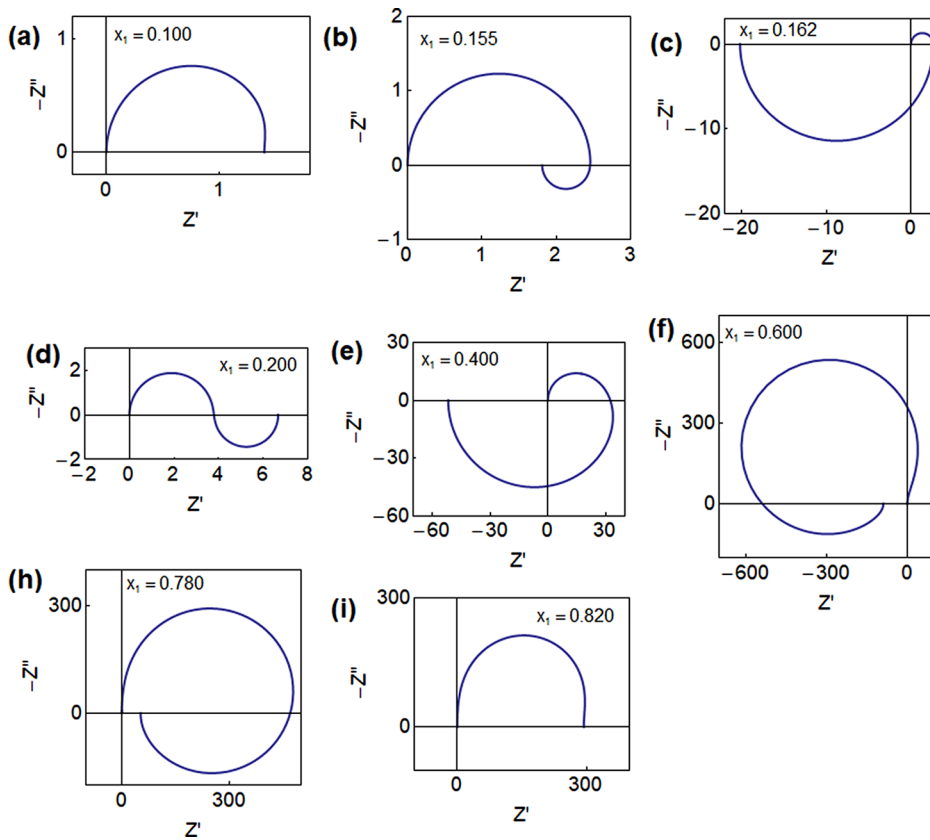 (a)
x₁ = 0.100
1
0
-Z"
0
1
Z'
(b)
x₁ = 0.155
2
1
0
−1
-Z"
0
1
2
3
Z'
(c)
x₁ = 0.162
0
−10
−20
-Z"
−20
−10
0
Z'
(d)
x₁ = 0.200
2
0
−2
-Z"
−2
0
2
4
6
8
Z'
(e)
x₁ = 0.400
30
0
−30
−60
-Z"
−60
−30
0
30
Z'
(f)
x₁ = 0.600
600
300
0
-Z"
−600
−300
0
Z'
(h)
x₁ = 0.780
300
0
-Z"
0
300
Z'
(i)
x₁ = 0.820
300
0
-Z"
0
300
Z'